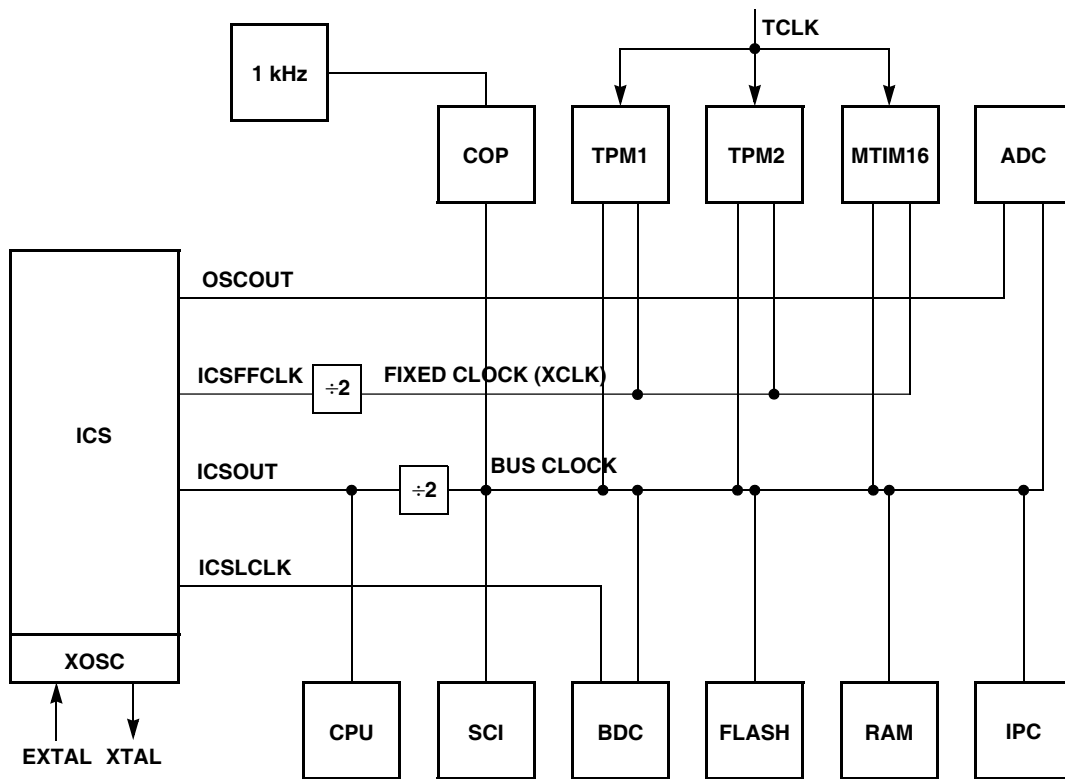 TCLK
1 kHz
COP
TPM1
TPM2
MTIM16
ADC
OSCOUT
ICSFFCLK
÷2
FIXED CLOCK (XCLK)
ICS
ICSOUT
÷2
BUS CLOCK
ICSLCLK
XOSC
CPU
SCI
BDC
FLASH
RAM
IPC
EXTAL
XTAL